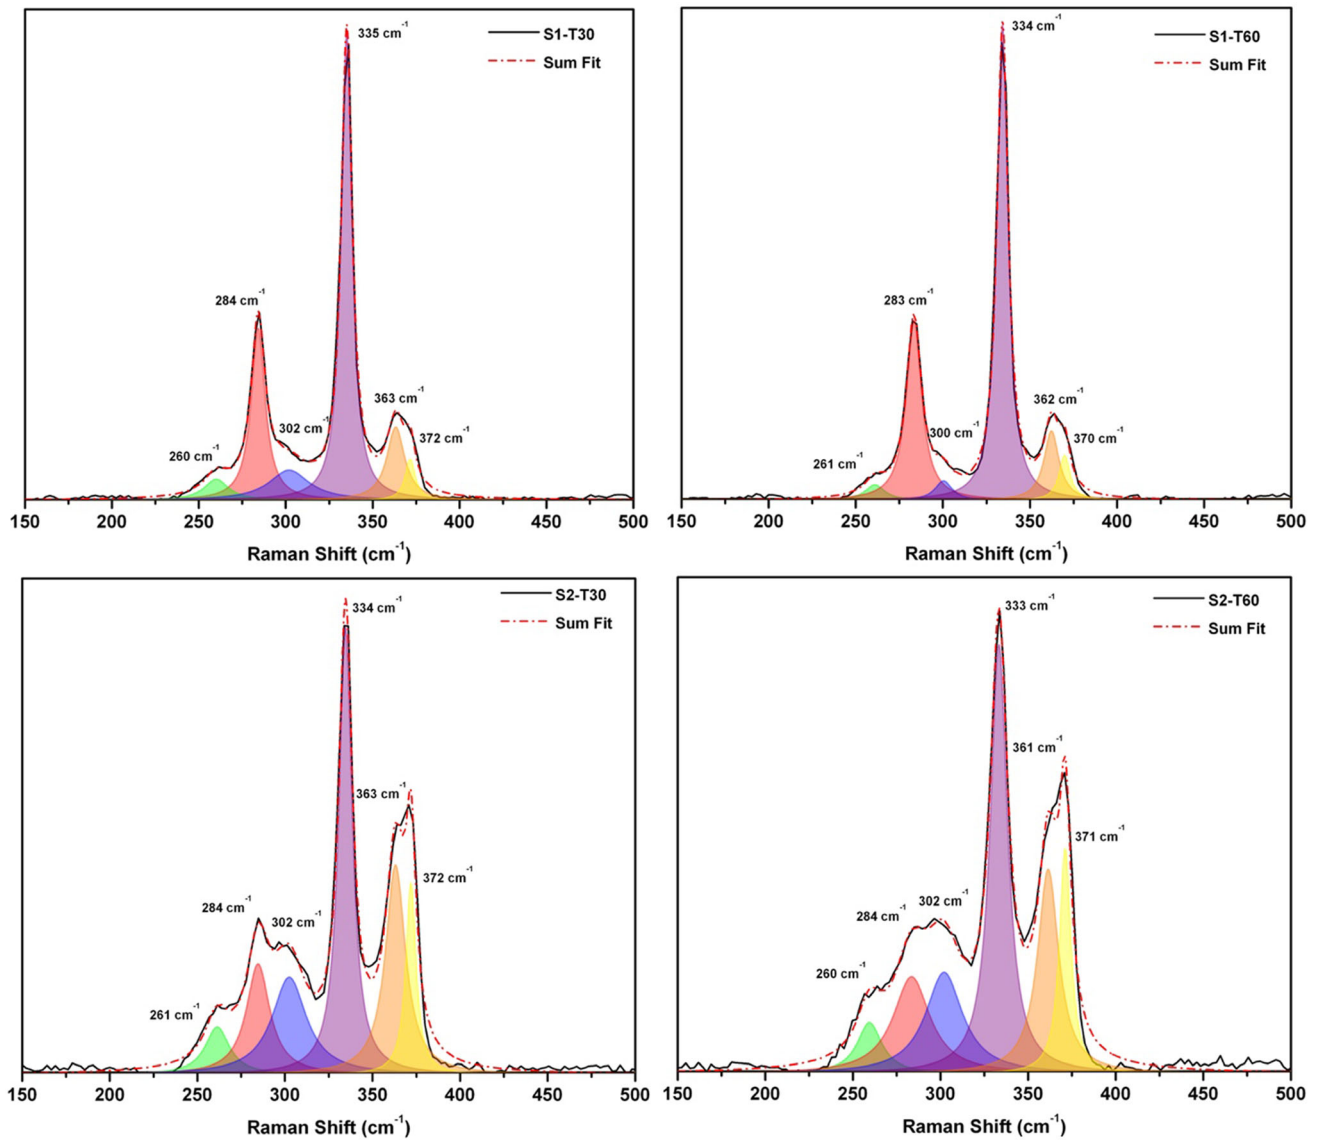 335 cm⁻¹
S1-T30
Sum Fit
284 cm⁻¹
302 cm⁻¹
260 cm⁻¹
363 cm⁻¹
372 cm⁻¹
150 200 250 300 350 400 450 500
Raman Shift (cm⁻¹)
334 cm⁻¹
S1-T60
Sum Fit
283 cm⁻¹
300 cm⁻¹
261 cm⁻¹
362 cm⁻¹
370 cm⁻¹
150 200 250 300 350 400 450 500
Raman Shift (cm⁻¹)
334 cm⁻¹
S2-T30
Sum Fit
363 cm⁻¹
372 cm⁻¹
284 cm⁻¹
302 cm⁻¹
261 cm⁻¹
150 200 250 300 350 400 450 500
Raman Shift (cm⁻¹)
333 cm⁻¹
S2-T60
Sum Fit
361 cm⁻¹
371 cm⁻¹
284 cm⁻¹
302 cm⁻¹
260 cm⁻¹
150 200 250 300 350 400 450 500
Raman Shift (cm⁻¹)